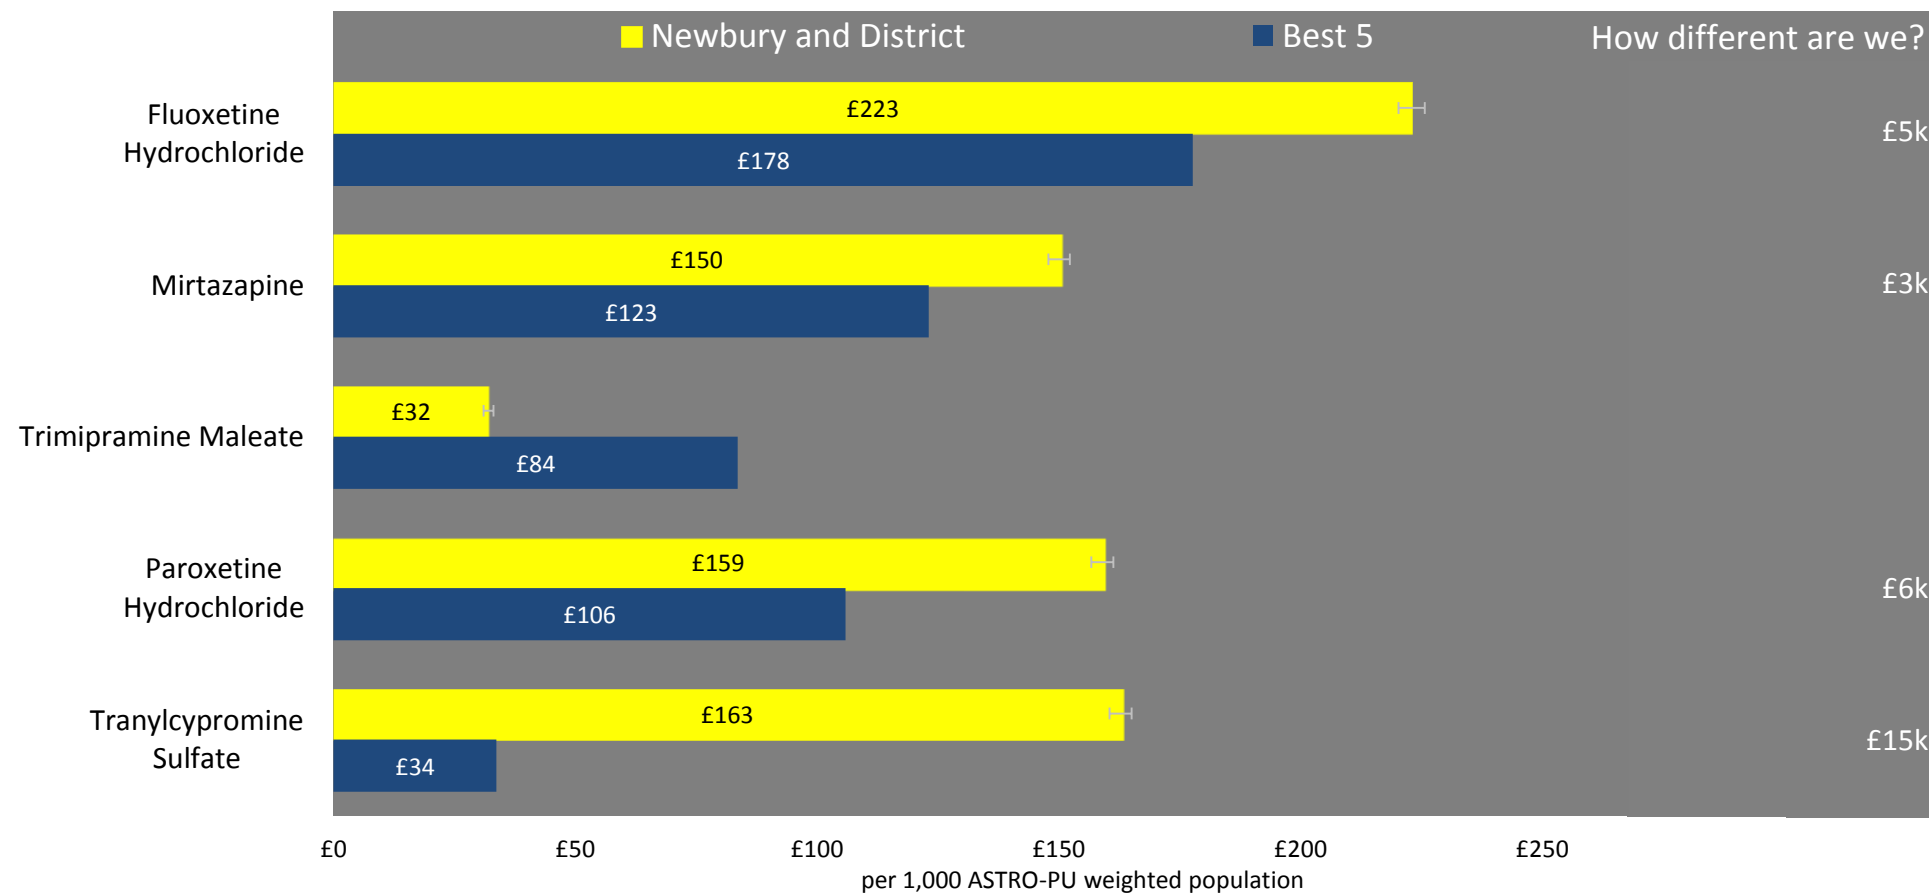 Newbury and District
Best 5
How different are we?
Fluoxetine
Hydrochloride
£223
£178
£5k
Mirtazapine
£150
£123
£3k
Trimipramine Maleate
£32
£84
Paroxetine
Hydrochloride
£159
£106
£6k
Tranylcypromine
Sulfate
£163
£34
£15k
£0 £50 £100 £150 £200 £250
per 1,000 ASTRO-PU weighted population